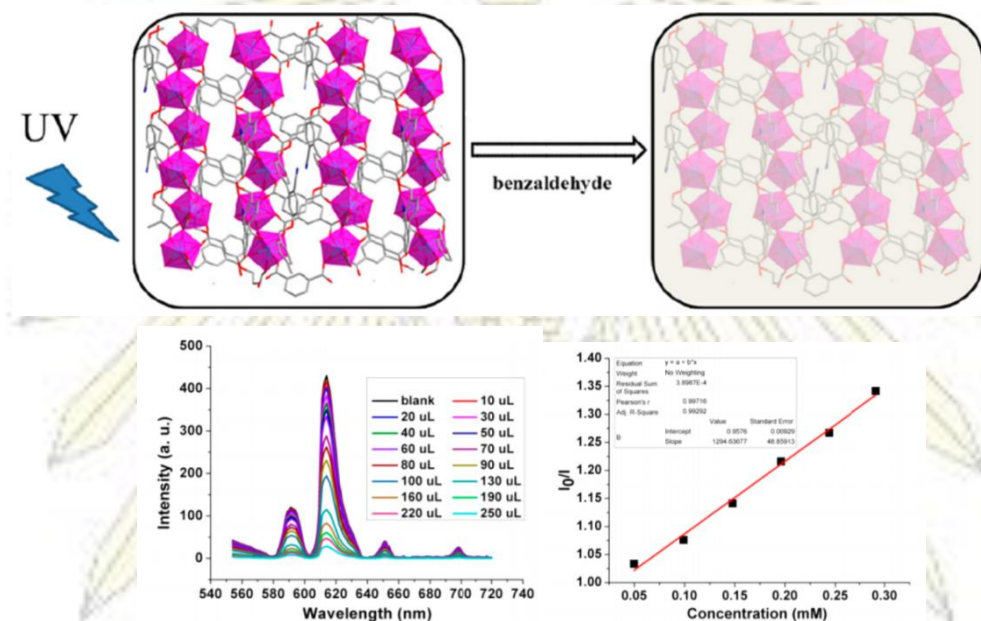 UV
benzaldehyde
500
400
300
200
100
0
Intensity (a. u.)
blank 10 uL
20 uL 30 uL
40 uL 50 uL
60 uL 70 uL
80 uL 90 uL
100 uL 130 uL
160 uL 190 uL
220 uL 250 uL
540 560 580 600 620 640 660 680 700 720 740
Wavelength (nm)
1.40
1.35
1.30
1.25
1.20
1.15
1.10
1.05
1.00
I0/I
Equation y = a + b*x
Weight No Weighting
Residual Sum of Squares 3.8987E-4
Pearson's r 0.99716
Adj. R-Square 0.99292
Value Standard Error
B Intercept 0.9576 0.00929
Slope 1294.63677 48.85913
0.05 0.10 0.15 0.20 0.25 0.30
Concentration (mM)